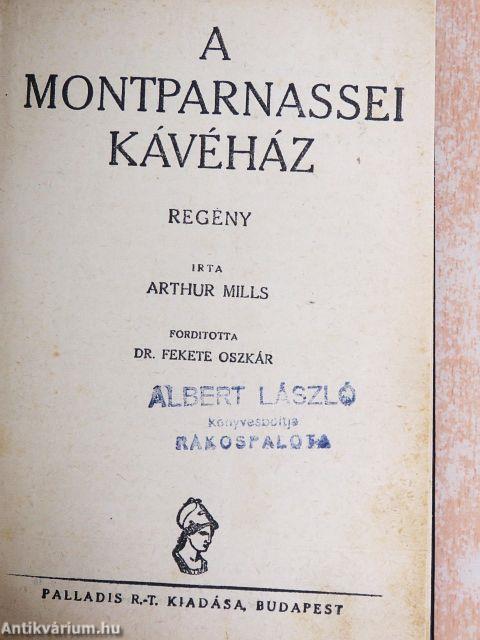 A
MONTPARNASSEI
KÁVÉHÁZ
REGÉNY
IRTA
ARTHUR MILLS
FORDITOTTA
DR. FEKETE OSZKÁR
ALBERT LÁSZLÓ
könyvesboltja
RÁKOSPALOTA
PALLADIS R.-T. KIADÁSA, BUDAPEST
Antikvárium.hu